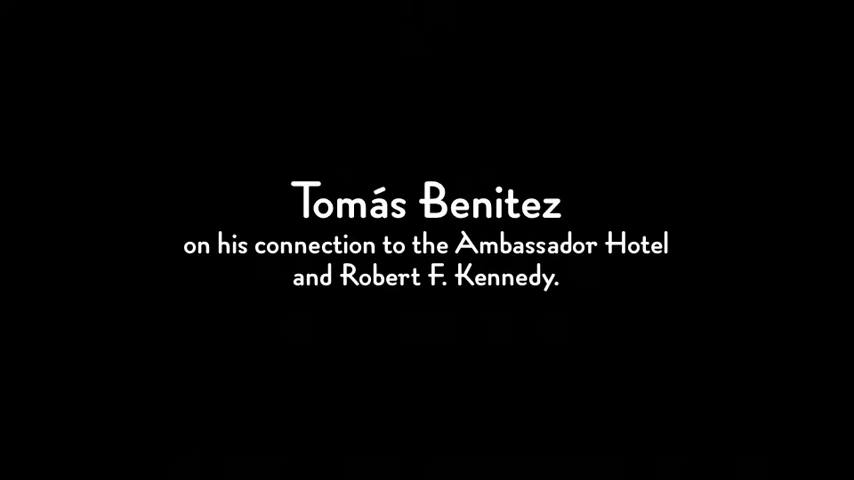 Tomás Benitez
on his connection to the Ambassador Hotel
and Robert F. Kennedy.